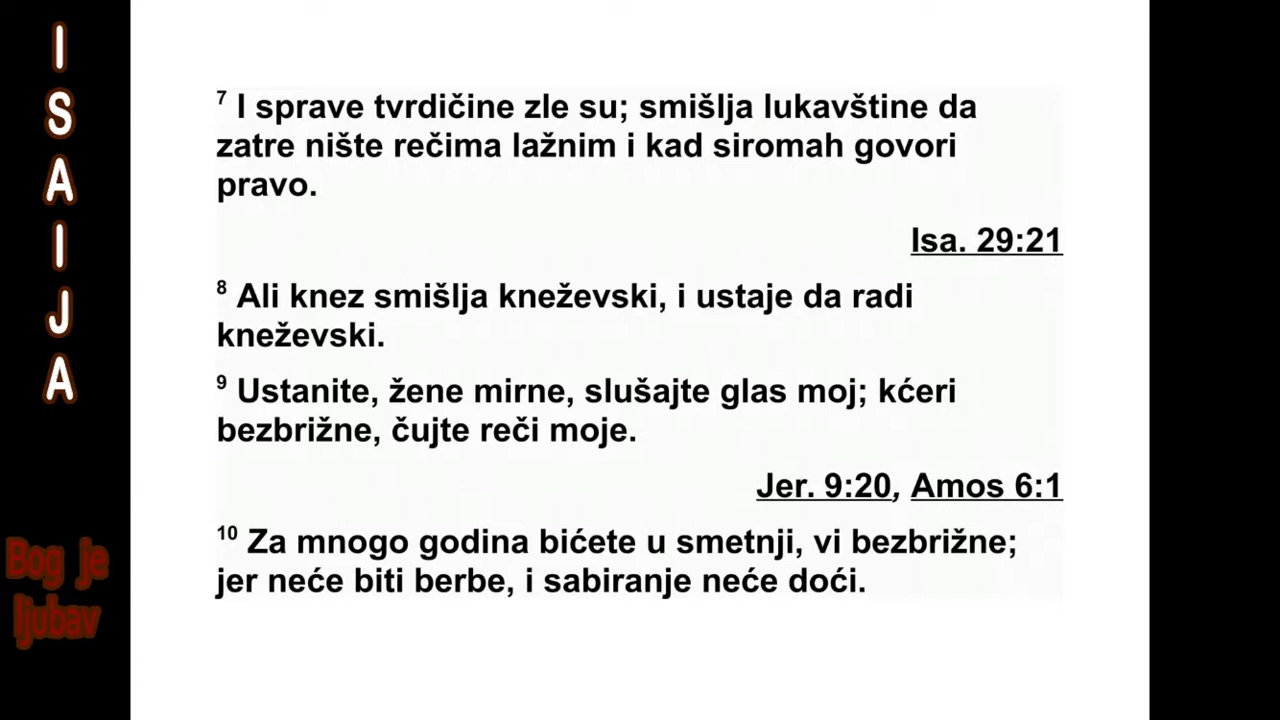 I
S
A
I
J
A
Bog je
ljubav
7 I sprave tvrdičine zle su; smišlja lukavštine da
zatre nište rečima lažnim i kad siromah govori
pravo.
Isa. 29:21
8 Ali knez smišlja kneževski, i ustaje da radi
kneževski.
9 Ustanite, žene mirne, slušajte glas moj; kćeri
bezbrižne, čujte reči moje.
Jer. 9:20, Amos 6:1
10 Za mnogo godina bićete u smetnji, vi bezbrižne;
jer neće biti berbe, i sabiranje neće doći.